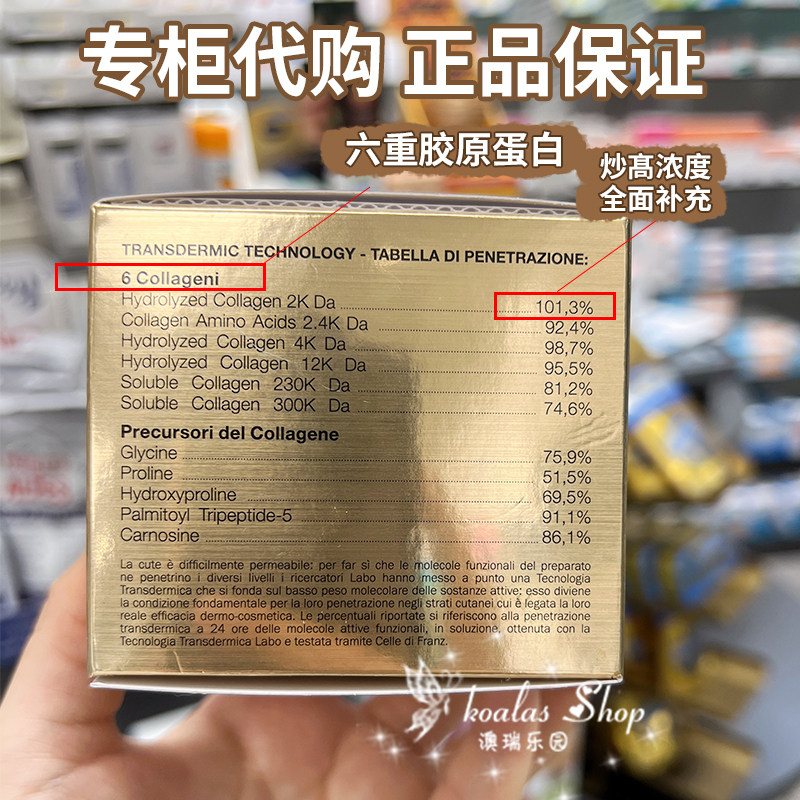 专柜代购 正品保证
六重胶原蛋白
炒高浓度
全面补充
TRANSDERMIC TECHNOLOGY - TABELLA DI PENETRAZIONE:
6 Collageni
Hydrolyzed Collagen 2K Da 101,3%
Collagen Amino Acids 2.4K Da 92,4%
Hydrolyzed Collagen 4K Da 98,7%
Hydrolyzed Collagen 12K Da 95,5%
Soluble Collagen 230K Da 81,2%
Soluble Collagen 300K Da 74,6%
Precursori del Collagene
Glycine 75,9%
Proline 51,5%
Hydroxyproline 69,5%
Palmitoyl Tripeptide-5 91,1%
Carnosine 86,1%
La cute è difficilmente permeabile: per far sì che le molecole funzionali del preparato
ne penetrino i diversi livelli i ricercatori Labo hanno messo a punto una Tecnologia
Transdermica che si fonda sul basso peso molecolare delle sostanze attive: esso diviene
la condizione fondamentale per la loro penetrazione negli strati cutanei cui è legata la loro
reale efficacia dermo-cosmetica. Le percentuali riportate si riferiscono alla penetrazione
transdermica a 24 ore delle molecole attive funzionali, in soluzione, ottenuta con la
Tecnologia Transdermica Labo e testata tramite Celle di Franz.
koalas Shop
澳瑞乐园